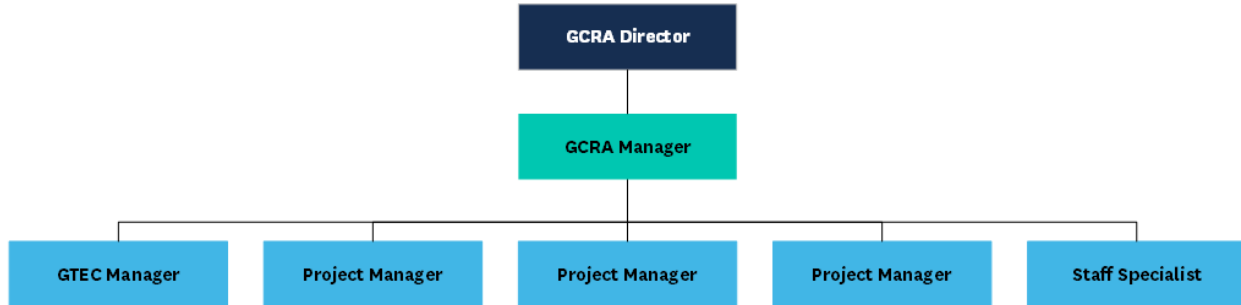 GCRA Director
GCRA Manager
GTEC Manager
Project Manager
Project Manager
Project Manager
Staff Specialist